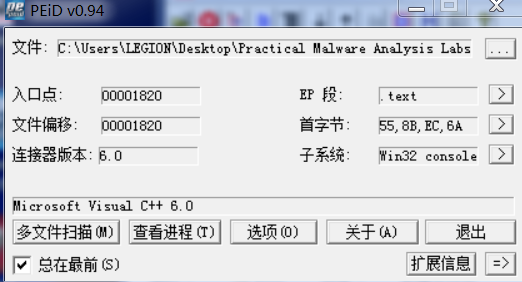 PEiD v0.94
文件: C:\Users\LEGION\Desktop\Practical Malware Analysis Labs ...
入口点: 00001820 EP 段: .text >
文件偏移: 00001820 首字节: 55,8B,EC,6A >
连接器版本: 6.0 子系统: Win32 console >
Microsoft Visual C++ 6.0
多文件扫描(M) 查看进程(T) 选项(O) 关于(A) 退出
总在最前(S) 扩展信息 =>